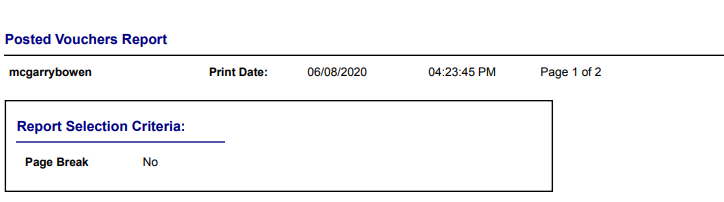 Posted Vouchers Report
mcgarrybowen Print Date: 06/08/2020 04:23:45 PM Page 1 of 2
Report Selection Criteria:
Page Break No